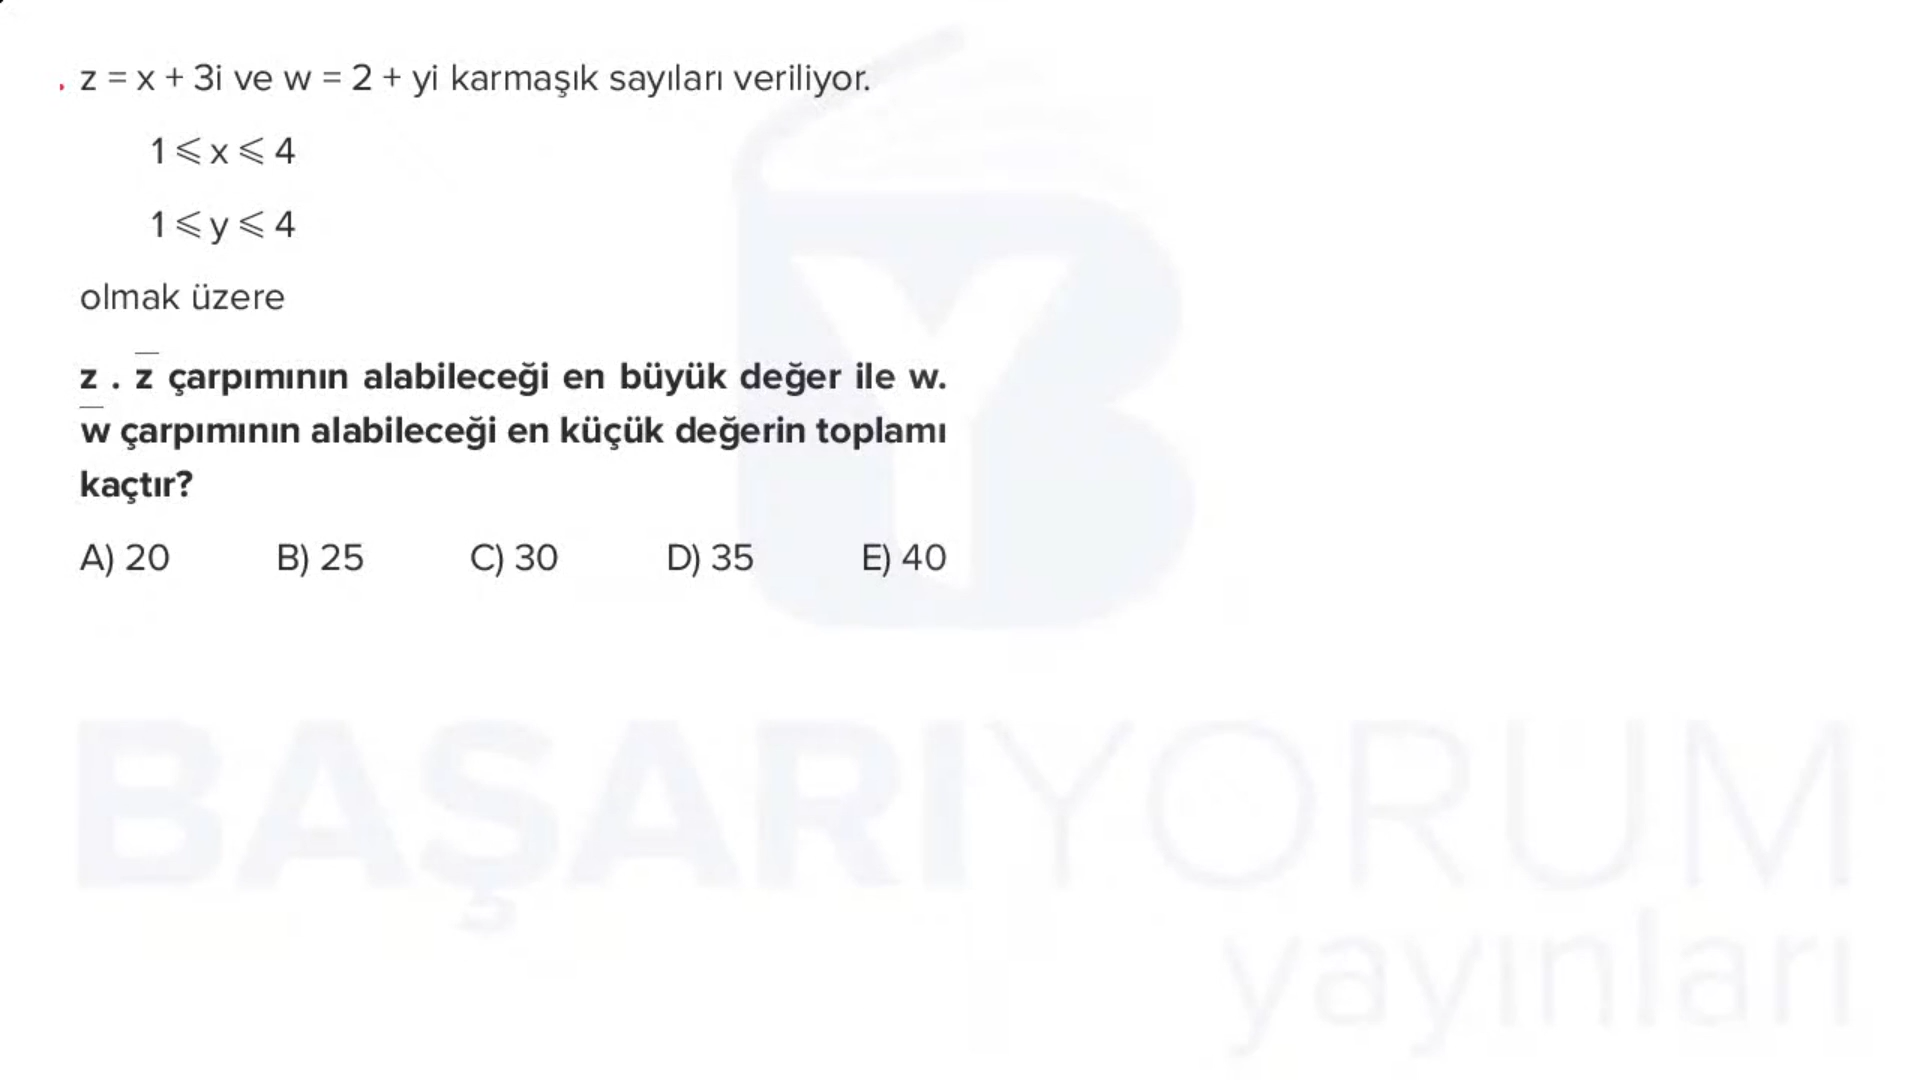 . z = x + 3i ve w = 2 + yi karmaşık sayıları veriliyor.
1 ⩽ x ⩽ 4
1 ⩽ y ⩽ 4
olmak üzere
z . z̅ çarpımının alabileceği en büyük değer ile w.
w̅ çarpımının alabileceği en küçük değerin toplamı
kaçtır?
A) 20 B) 25 C) 30 D) 35 E) 40
BAŞARIYORUM
yayınları